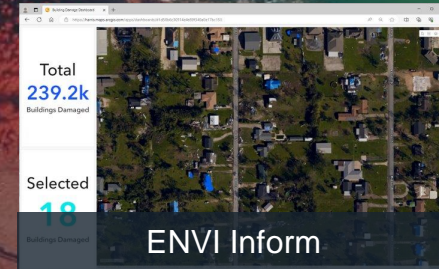 Building Damage Dashboard
Total
239.2k
Buildings Damaged
Selected
18
Buildings Damaged
ENVI Inform